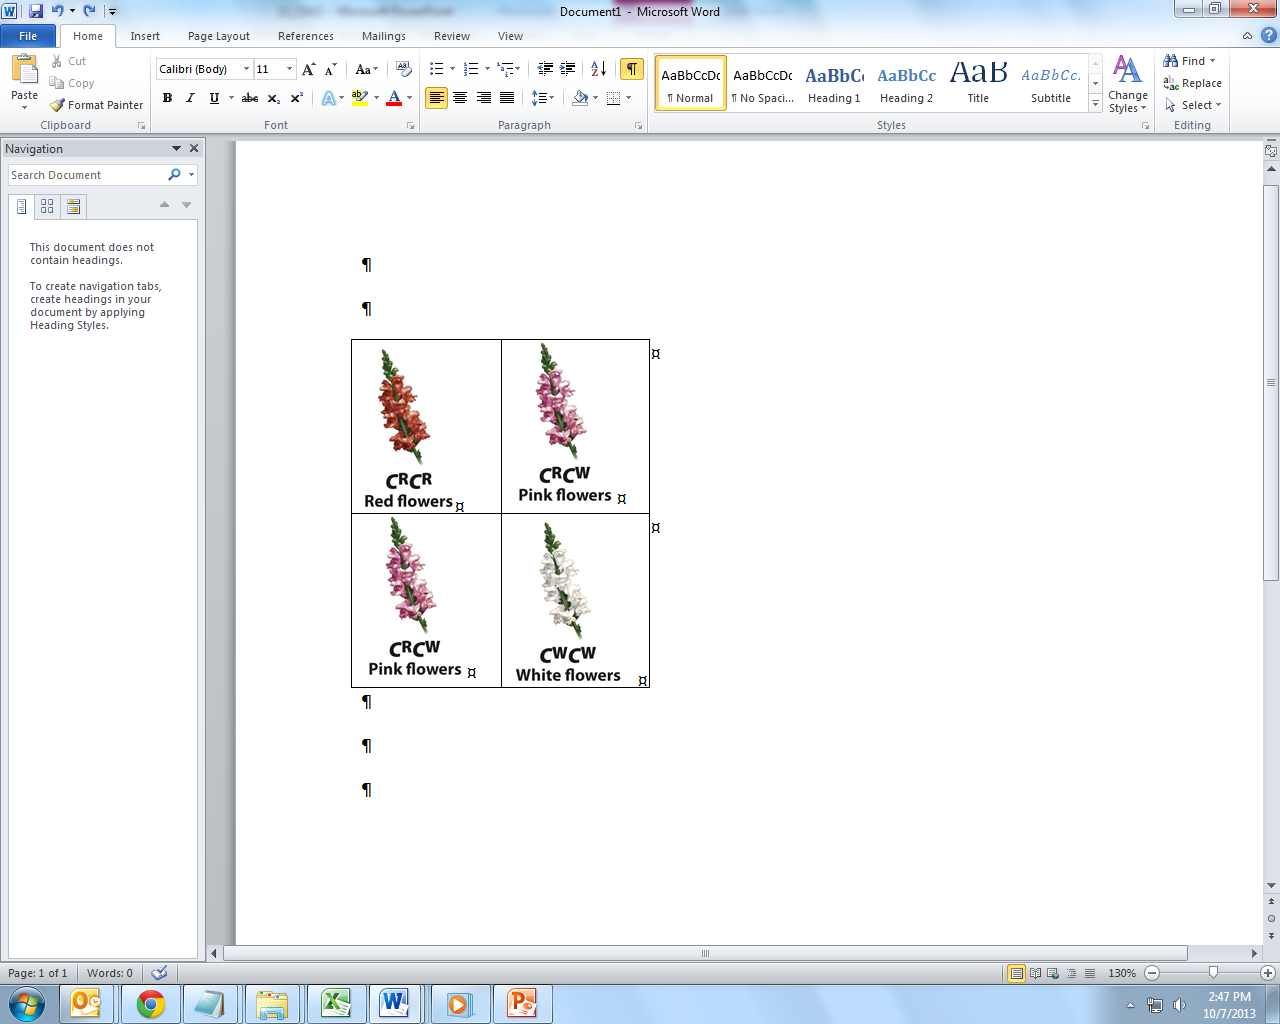 Document1 - Microsoft Word
File Home Insert Page Layout References Mailings Review View
Paste
Cut
Copy
Format Painter
Clipboard
Calibri (Body) 11
Font
Paragraph
AaBbCcDc AaBbCcDc AaBbCc AaBbCc AaB AaBbCc.
¶ Normal ¶ No Spaci... Heading 1 Heading 2 Title Subtitle
Styles
Change
Styles
Find
Replace
Select
Editing
Navigation
Search Document
This document does not
contain headings.
To create navigation tabs,
create headings in your
document by applying
Heading Styles.
¶
¶
CRCR
Red flowers¤
CRCW
Pink flowers ¤
¤
CRCW
Pink flowers ¤
CWCW
White flowers ¤
¤
¶
¶
¶
Page: 1 of 1 Words: 0
130%
2:47 PM
10/7/2013